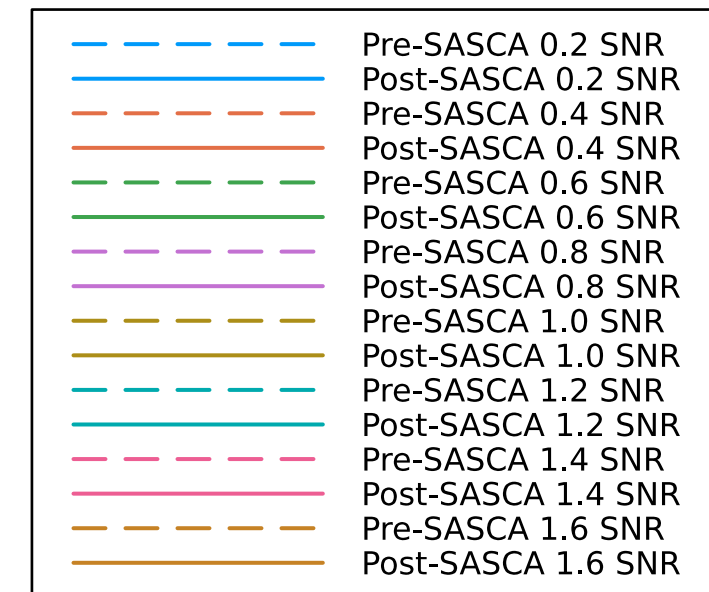 Pre-SASCA 0.2 SNR
Post-SASCA 0.2 SNR
Pre-SASCA 0.4 SNR
Post-SASCA 0.4 SNR
Pre-SASCA 0.6 SNR
Post-SASCA 0.6 SNR
Pre-SASCA 0.8 SNR
Post-SASCA 0.8 SNR
Pre-SASCA 1.0 SNR
Post-SASCA 1.0 SNR
Pre-SASCA 1.2 SNR
Post-SASCA 1.2 SNR
Pre-SASCA 1.4 SNR
Post-SASCA 1.4 SNR
Pre-SASCA 1.6 SNR
Post-SASCA 1.6 SNR